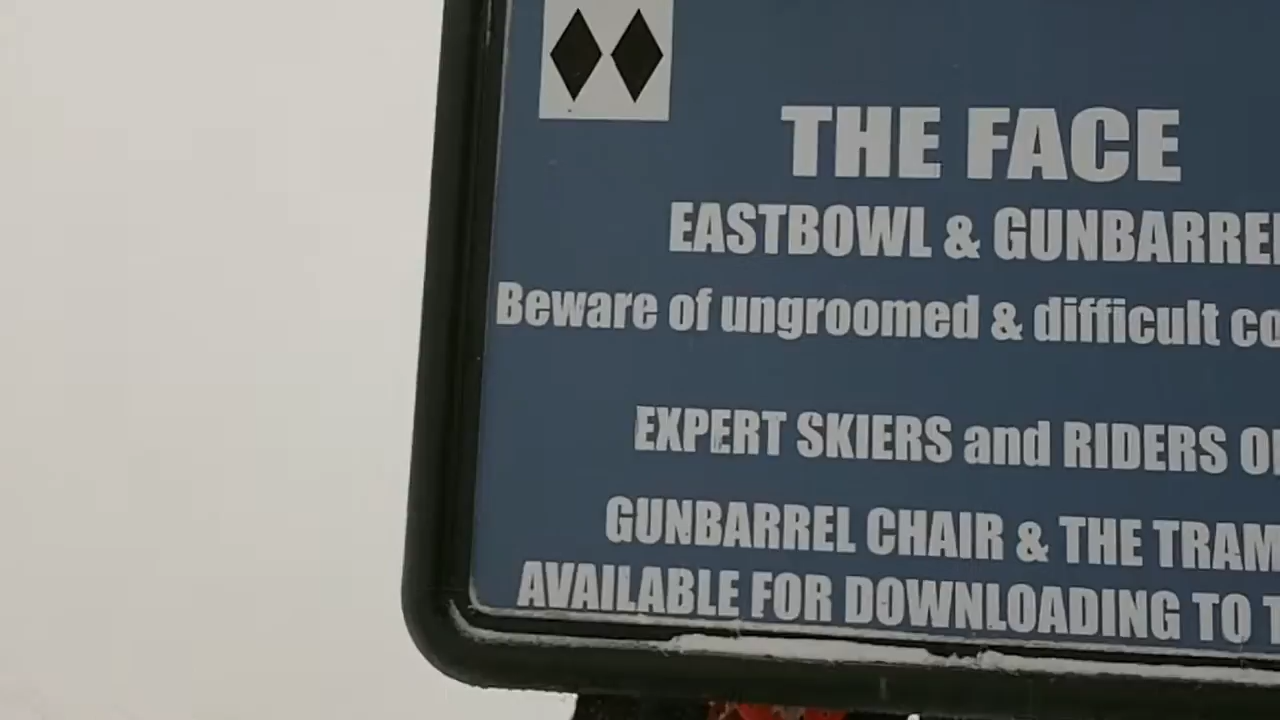 THE FACE
EASTBOWL & GUNBARREL
Beware of ungroomed & difficult
EXPERT SKIERS and RIDERS
GUNBARREL CHAIR & THE TRAM
AVAILABLE FOR DOWNLOADING TO